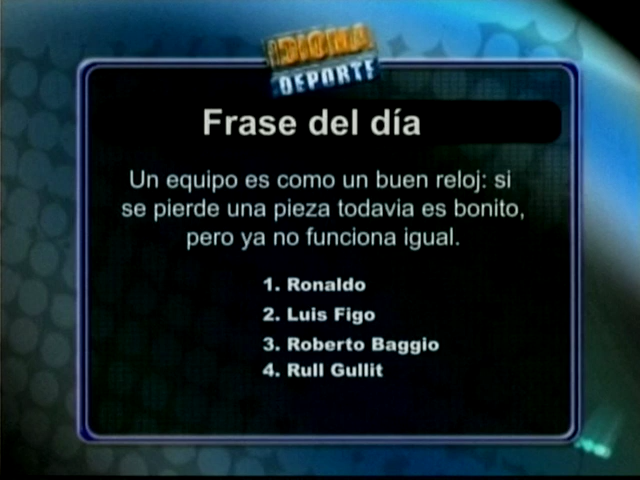 IDIOMA
DEPORTE
Frase del día
Un equipo es como un buen reloj: si
se pierde una pieza todavia es bonito,
pero ya no funciona igual.
1. Ronaldo
2. Luis Figo
3. Roberto Baggio
4. Rull Gullit